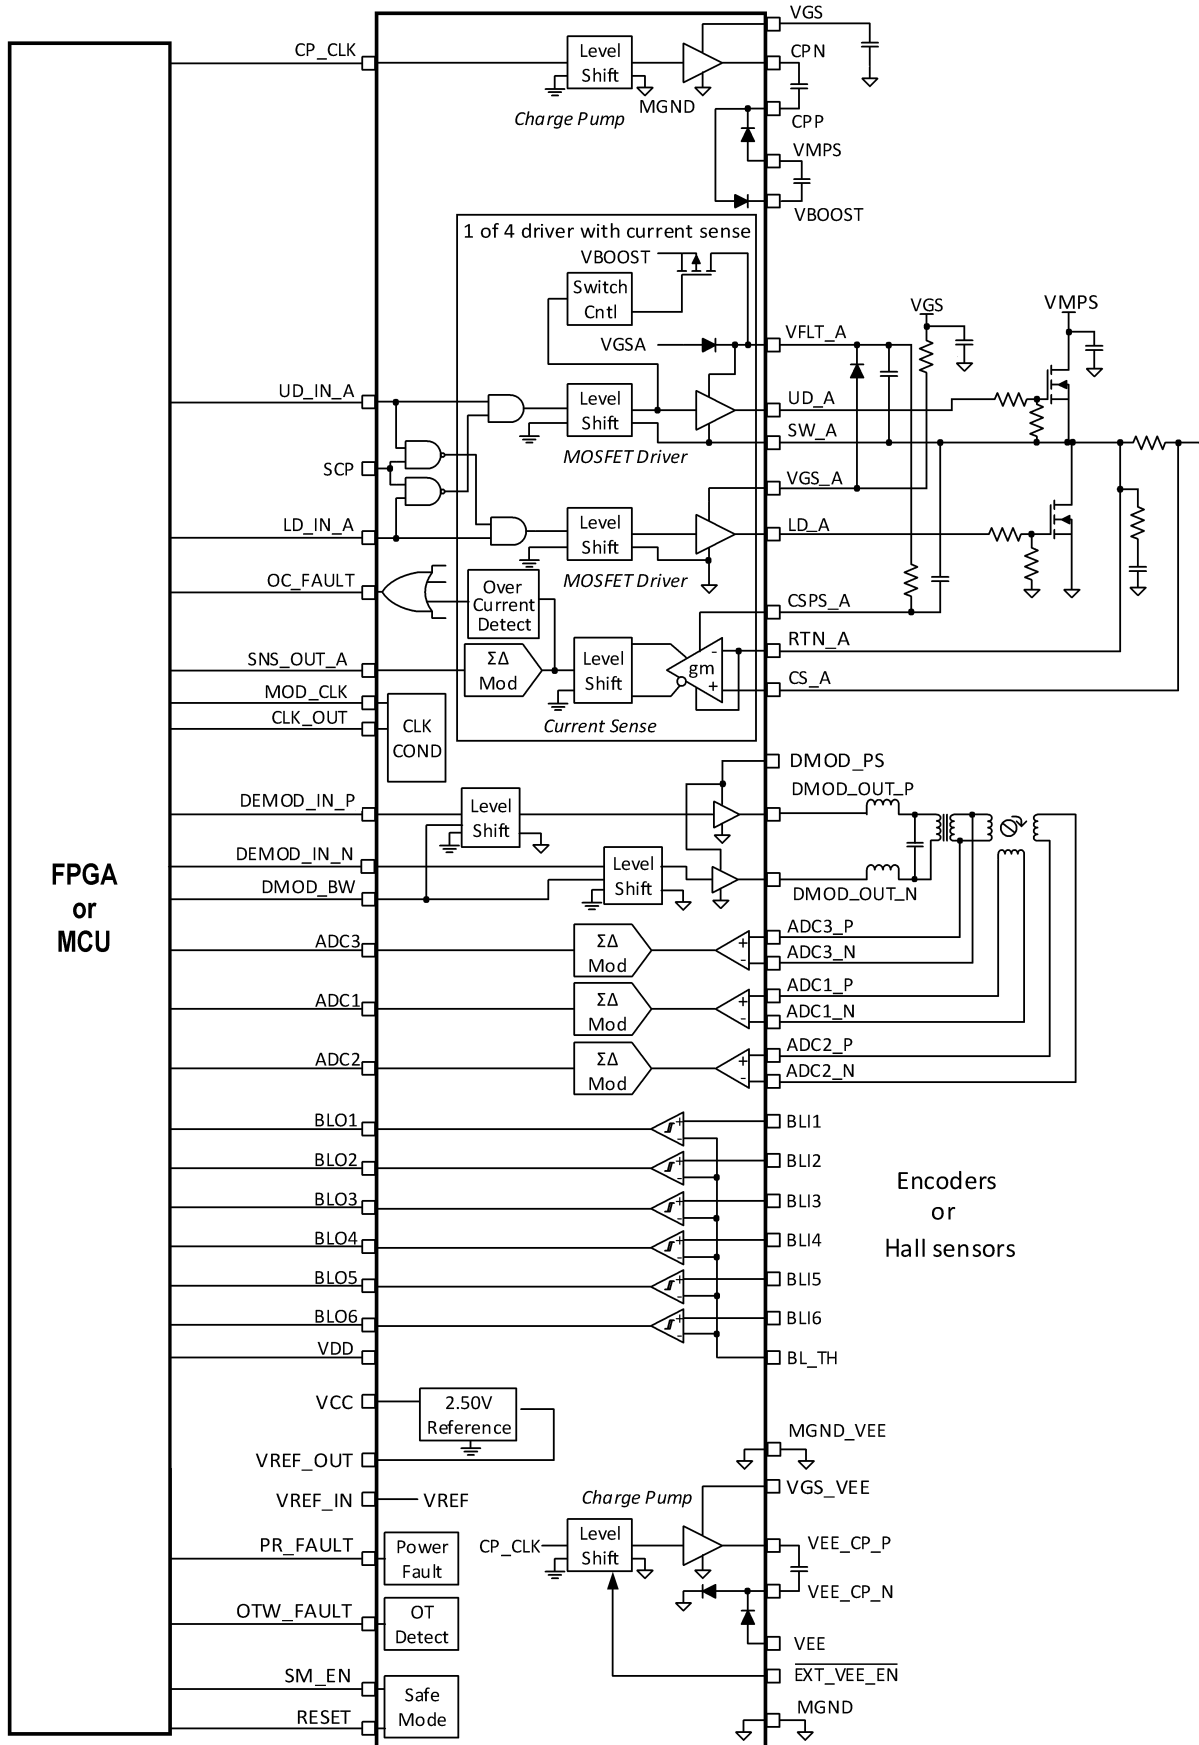 VGS
CP_CLK
Level
Shift
CPN
MGND
Charge Pump
CPP
VMPS
VBOOST
1 of 4 driver with current sense
VBOOST
Switch
Cntl
VGSA
VFLT_A
VGS
VMPS
UD_IN_A
Level
Shift
UD_A
SW_A
MOSFET Driver
SCP
VGS_A
LD_IN_A
Level
Shift
LD_A
MOSFET Driver
OC_FAULT
Over
Current
Detect
CSPS_A
SNS_OUT_A
ΣΔ
Mod
Level
Shift
gm
-
+
RTN_A
CS_A
MOD_CLK
CLK_OUT
CLK
COND
Current Sense
DMOD_PS
DMOD_OUT_P
DEMOD_IN_P
Level
Shift
DEMOD_IN_N
Level
Shift
DMOD_BW
DMOD_OUT_N
FPGA
or
MCU
ADC3
ΣΔ
Mod
+
-
ADC3_P
ADC3_N
ADC1
ΣΔ
Mod
+
-
ADC1_P
ADC1_N
ADC2
ΣΔ
Mod
+
-
ADC2_P
ADC2_N
BLO1
+
-
BLI1
BLO2
+
-
BLI2
BLO3
+
-
BLI3
BLO4
+
-
BLI4
BLO5
+
-
BLI5
BLO6
+
-
BLI6
Encoders
or
Hall sensors
VDD
BL_TH
VCC
2.50V
Reference
VREF_OUT
MGND_VEE
VREF_IN
VREF
VGS_VEE
Charge Pump
PR_FAULT
Power
Fault
CP_CLK
Level
Shift
VEE_CP_P
VEE_CP_N
OTW_FAULT
OT
Detect
VEE
EXT_VEE_EN
SM_EN
Safe
Mode
RESET
MGND